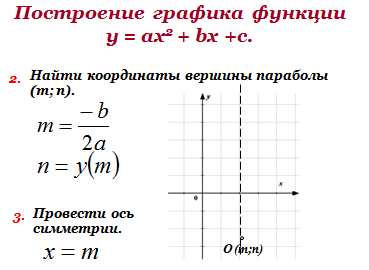 Построение графика функции
y = ax² + bx +c.
2. Найти координаты вершины параболы
(m; n).
m = −b / 2a
n = y(m)
3. Провести ось
симметрии.
x = m
y
x
0
O (m;n)